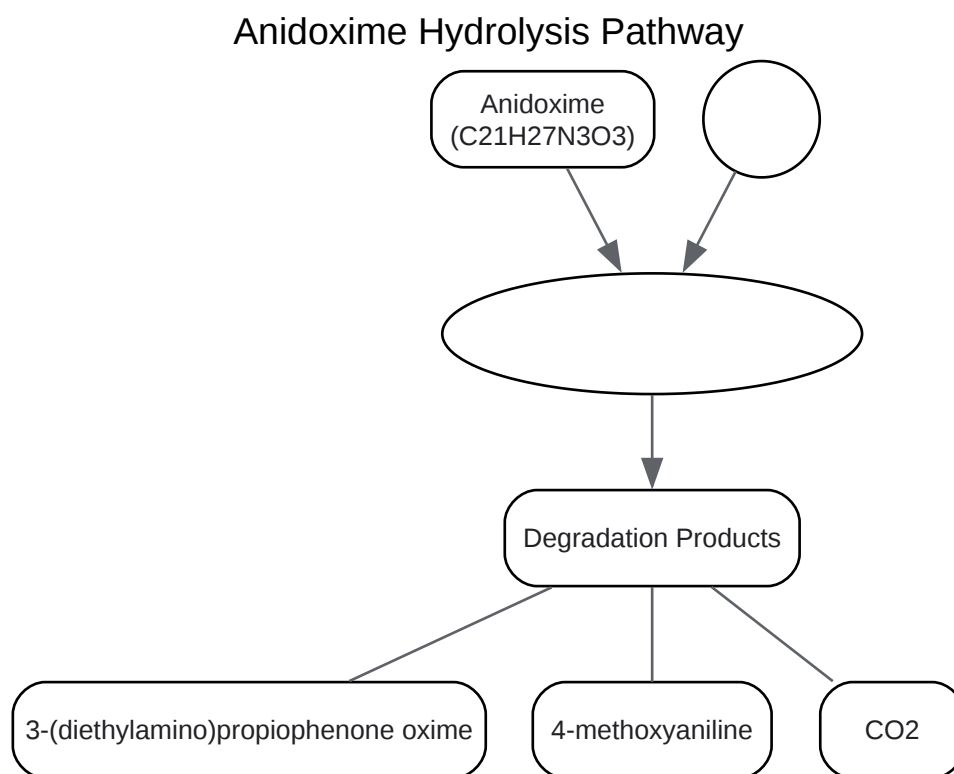 Anidoxime Hydrolysis Pathway
Anidoxime
(C21H27N3O3)
Degradation Products
3-(diethylamino)propiophenone oxime
4-methoxyaniline
CO2